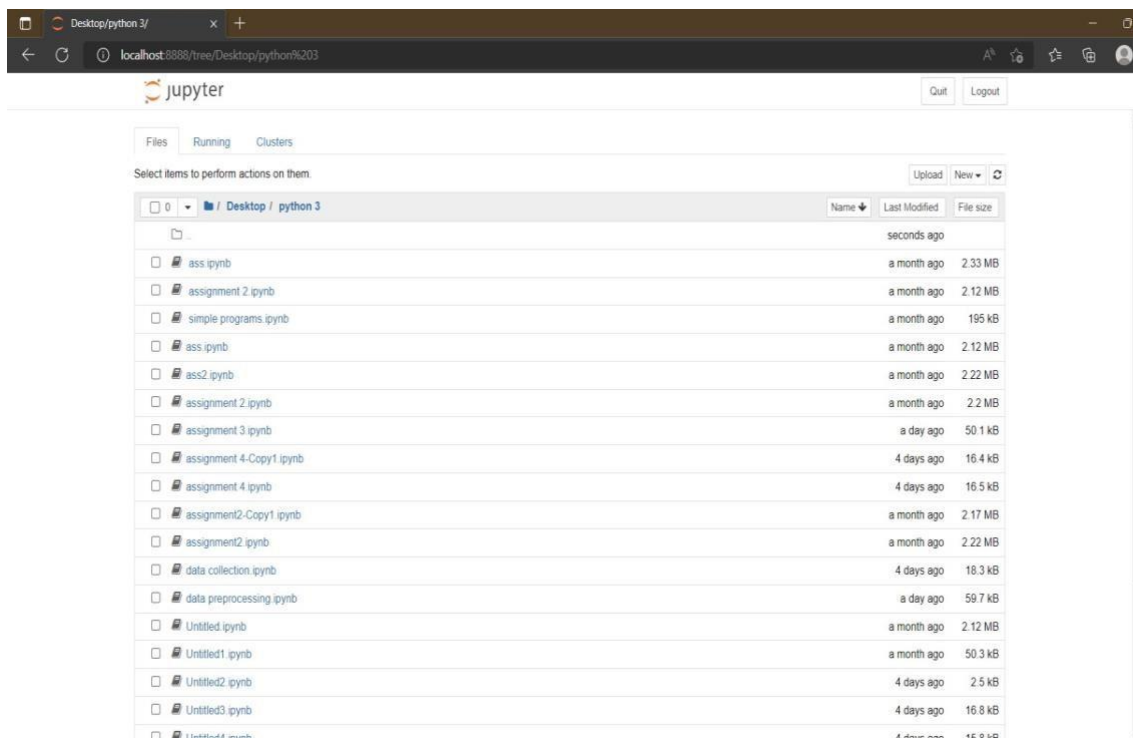 Desktop/python 3/
localhost:8888/tree/Desktop/python%203
jupyter
Quit Logout
Files Running Clusters
Select items to perform actions on them.
Upload New
0 / Desktop / python 3 Name Last Modified File size
.. seconds ago
ass.ipynb a month ago 2.33 MB
assignment 2.ipynb a month ago 2.12 MB
simple programs.ipynb a month ago 195 kB
ass.ipynb a month ago 2.12 MB
ass2.ipynb a month ago 2.22 MB
assignment 2.ipynb a month ago 2.2 MB
assignment 3.ipynb a day ago 50.1 kB
assignment 4-Copy1.ipynb 4 days ago 16.4 kB
assignment 4.ipynb 4 days ago 16.5 kB
assignment2-Copy1.ipynb a month ago 2.17 MB
assignment2.ipynb a month ago 2.22 MB
data collection.ipynb 4 days ago 18.3 kB
data preprocessing.ipynb a day ago 59.7 kB
Untitled.ipynb a month ago 2.12 MB
Untitled1.ipynb a month ago 50.3 kB
Untitled2.ipynb 4 days ago 2.5 kB
Untitled3.ipynb 4 days ago 16.8 kB
Untitled4.ipynb 4 days ago 15.8 kB